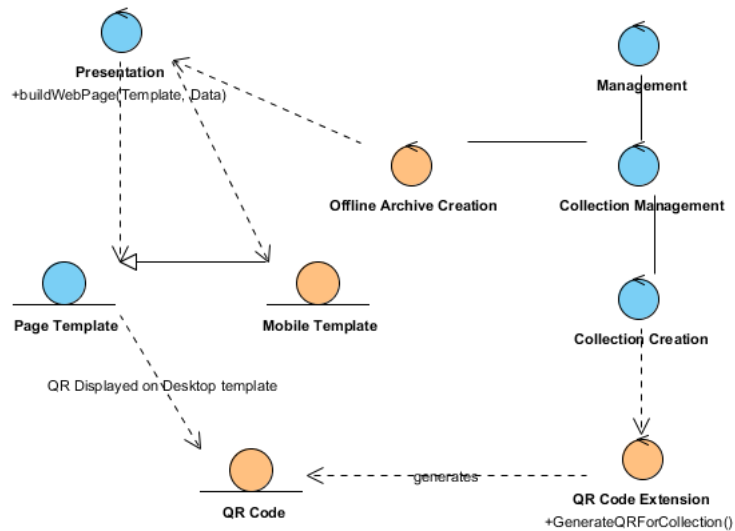 Presentation
+buildWebPage(Template, Data)
Management
Offline Archive Creation
Collection Management
Page Template
Mobile Template
Collection Creation
QR Displayed on Desktop template
generates
QR Code
QR Code Extension
+GenerateQRForCollection()